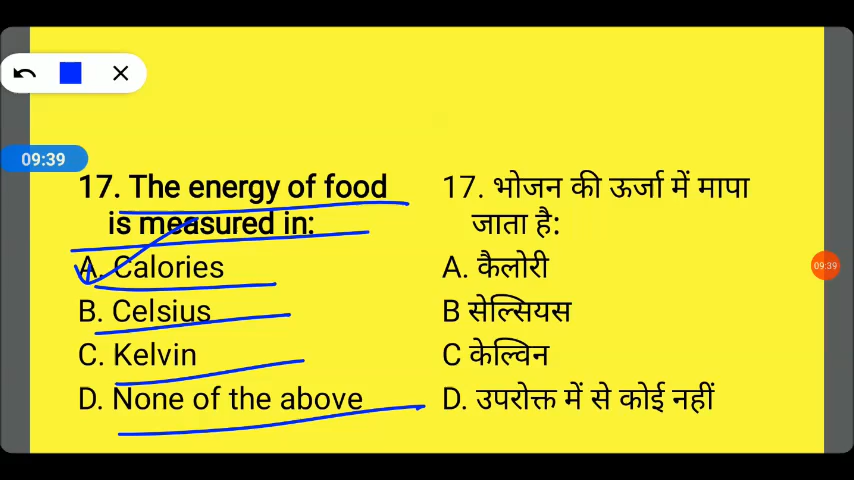 09:39
17. The energy of food
is measured in:
A. Calories
B. Celsius
C. Kelvin
D. None of the above
17. भोजन की ऊर्जा में मापा
जाता है:
A. कैलोरी
B सेल्सियस
C केल्विन
D. उपरोक्त में से कोई नहीं
09:39